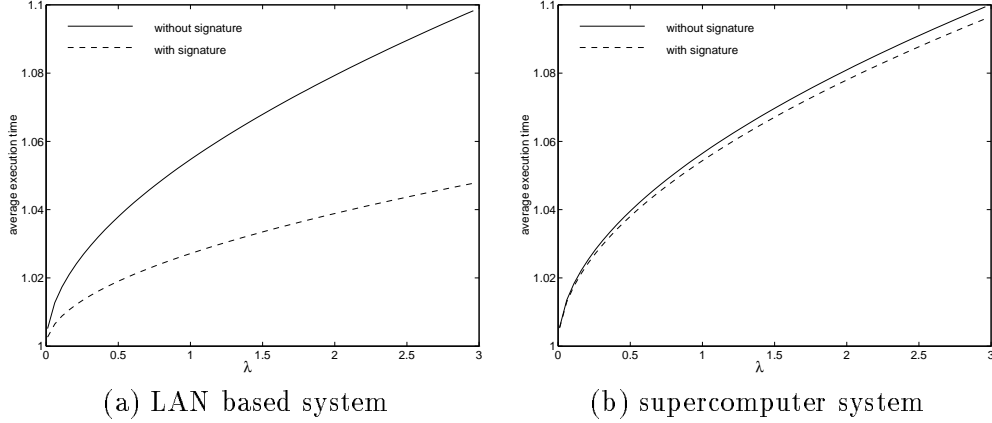 1.1
without signature
with signature
1.08
1.06
average execution time
1.04
1.02
1
0
0.5
1
1.5
2
2.5
3
λ
(a) LAN based system
1.1
without signature
with signature
1.08
1.06
average execution time
1.04
1.02
1
0
0.5
1
1.5
2
2.5
3
λ
(b) supercomputer system